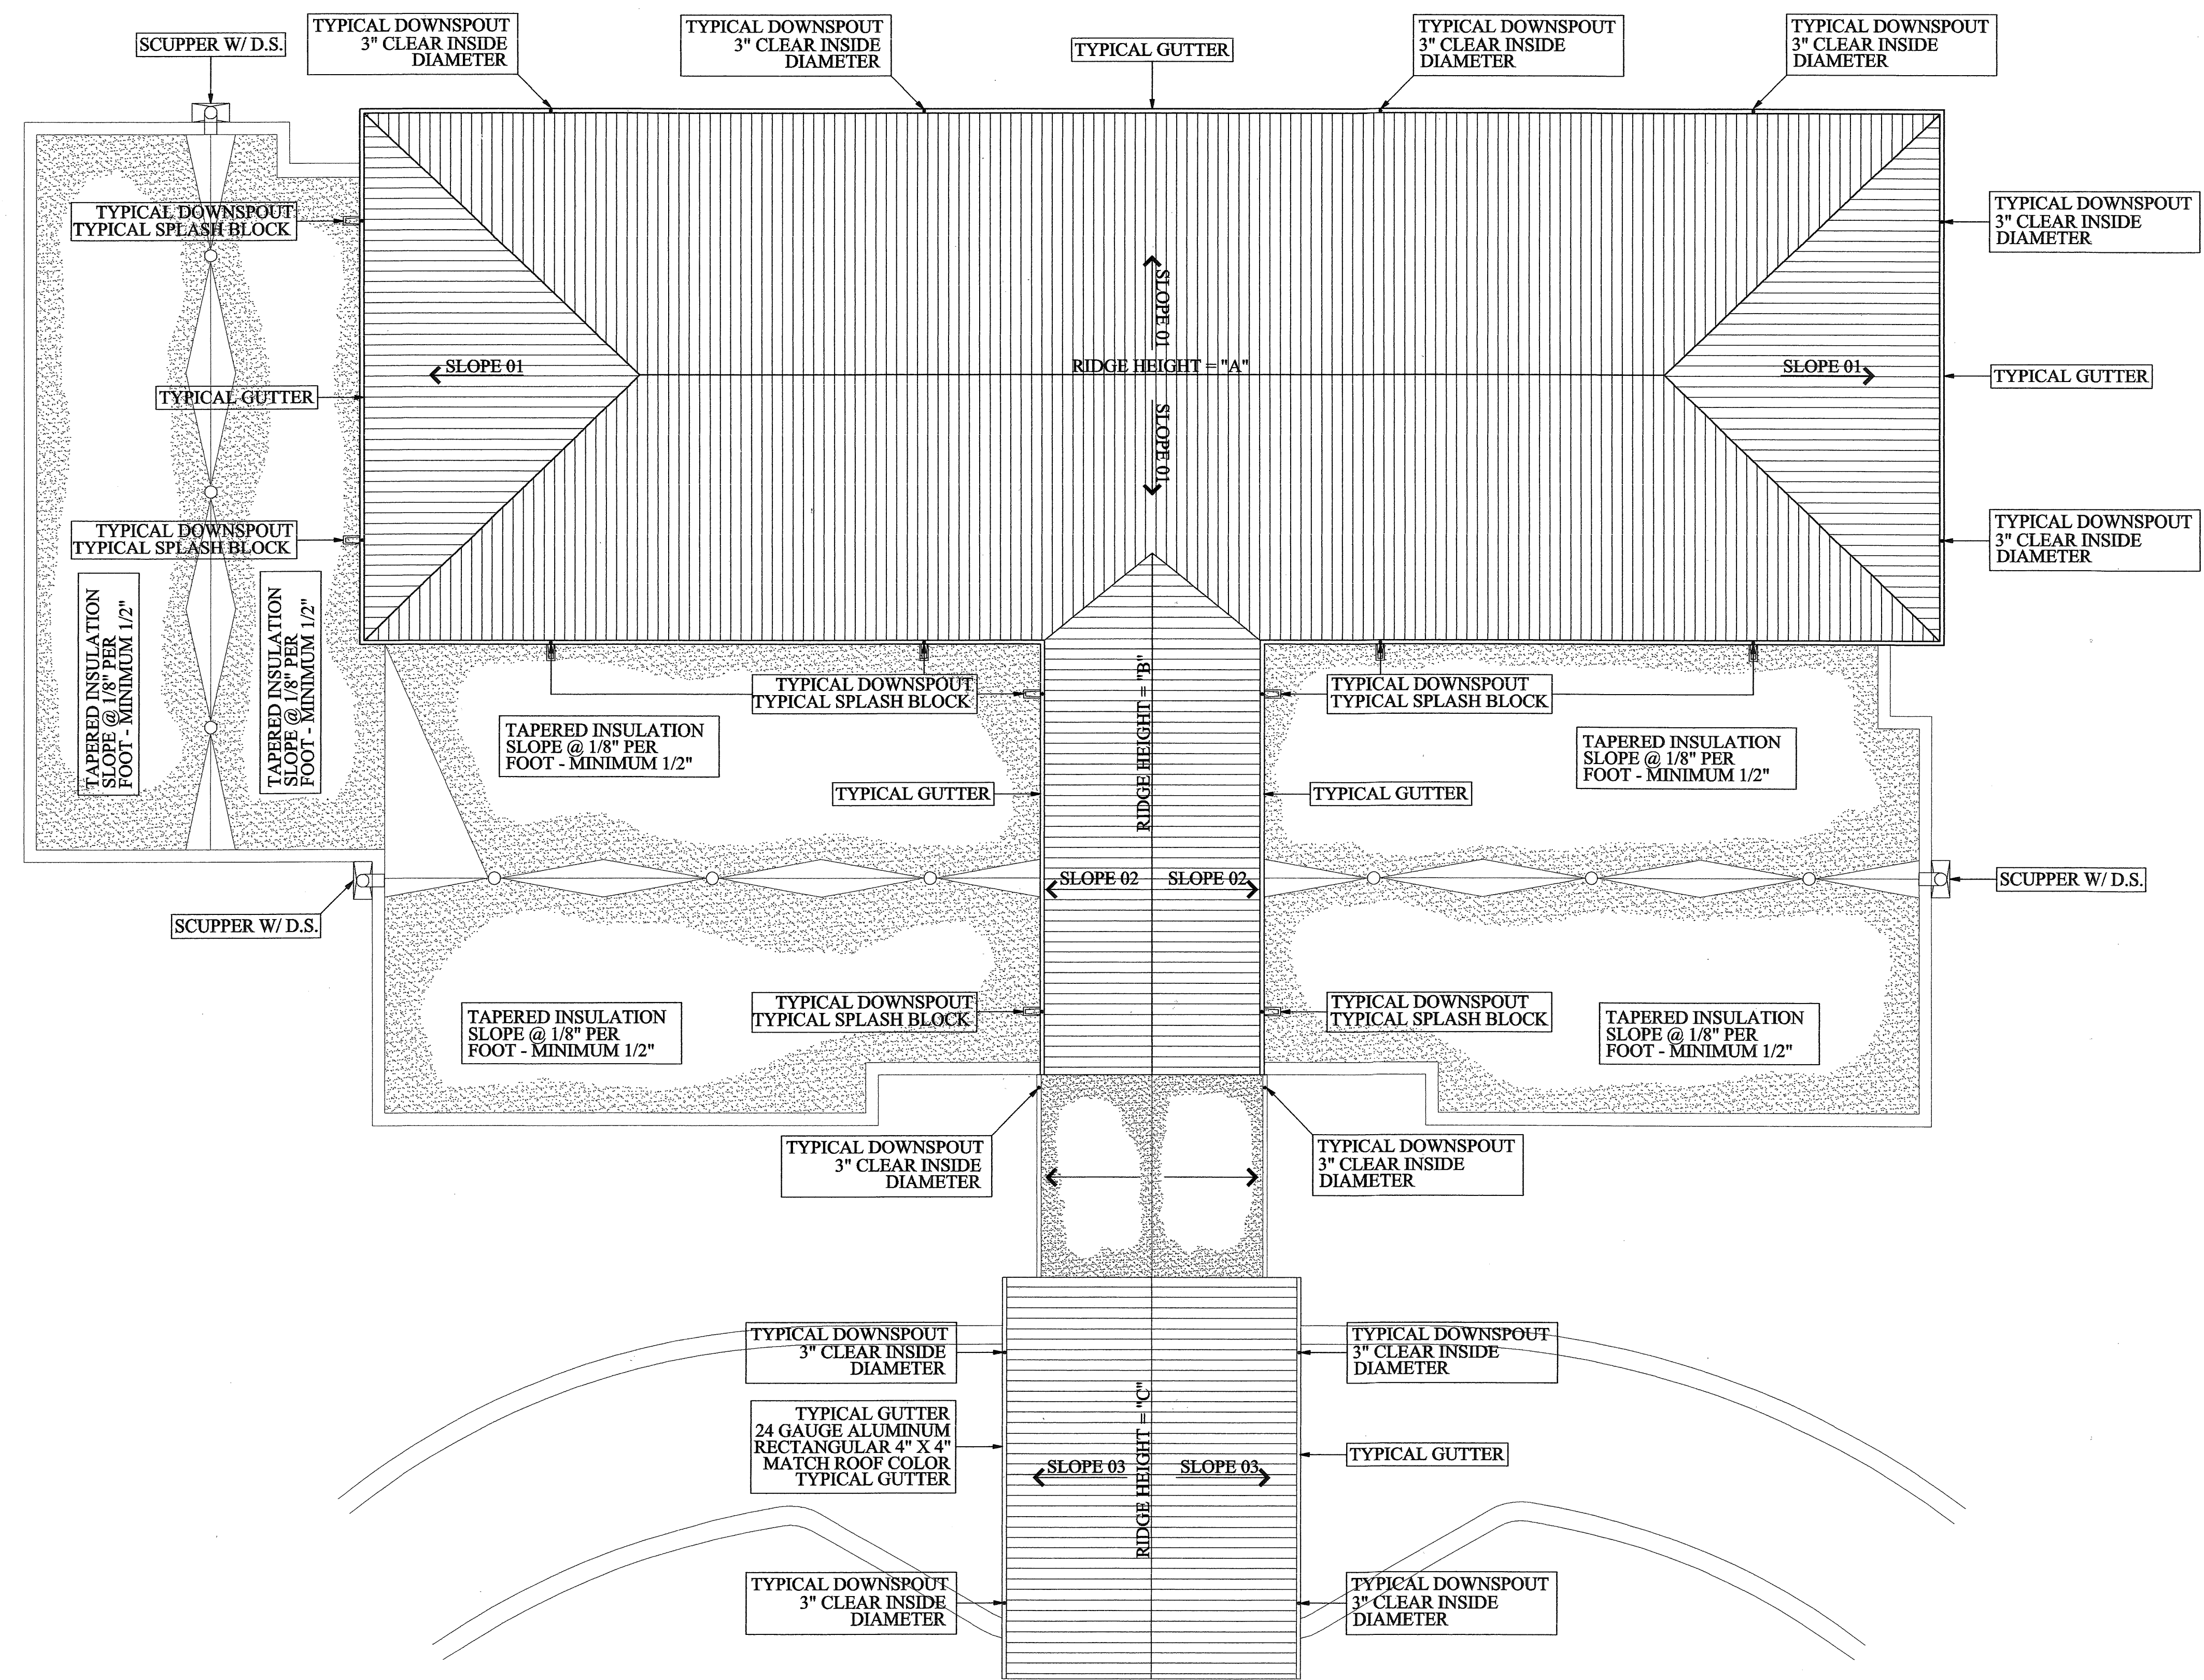 SCUPPER W/ D.S.
TYPICAL DOWNSPOUT
3" CLEAR INSIDE
DIAMETER
TYPICAL DOWNSPOUT
3" CLEAR INSIDE
DIAMETER
TYPICAL GUTTER
TYPICAL DOWNSPOUT
3" CLEAR INSIDE
DIAMETER
TYPICAL DOWNSPOUT
3" CLEAR INSIDE
DIAMETER
TYPICAL DOWNSPOUT
TYPICAL SPLASH BLOCK
TYPICAL DOWNSPOUT
3" CLEAR INSIDE
DIAMETER
SLOPE 01
RIDGE HEIGHT = "A"
SLOPE 01
SLOPE 01
SLOPE 01
TYPICAL GUTTER
TYPICAL GUTTER
TYPICAL DOWNSPOUT
TYPICAL SPLASH BLOCK
TYPICAL DOWNSPOUT
3" CLEAR INSIDE
DIAMETER
TAPERED INSULATION
SLOPE @ 1/8" PER
FOOT - MINIMUM 1/2"
TAPERED INSULATION
SLOPE @ 1/8" PER
FOOT - MINIMUM 1/2"
TYPICAL DOWNSPOUT
TYPICAL SPLASH BLOCK
RIDGE HEIGHT = "B"
TYPICAL DOWNSPOUT
TYPICAL SPLASH BLOCK
TAPERED INSULATION
SLOPE @ 1/8" PER
FOOT - MINIMUM 1/2"
TAPERED INSULATION
SLOPE @ 1/8" PER
FOOT - MINIMUM 1/2"
TYPICAL GUTTER
TYPICAL GUTTER
SLOPE 02
SLOPE 02
SCUPPER W/ D.S.
SCUPPER W/ D.S.
TYPICAL DOWNSPOUT
TYPICAL SPLASH BLOCK
TYPICAL DOWNSPOUT
TYPICAL SPLASH BLOCK
TAPERED INSULATION
SLOPE @ 1/8" PER
FOOT - MINIMUM 1/2"
TAPERED INSULATION
SLOPE @ 1/8" PER
FOOT - MINIMUM 1/2"
TYPICAL DOWNSPOUT
3" CLEAR INSIDE
DIAMETER
TYPICAL DOWNSPOUT
3" CLEAR INSIDE
DIAMETER
TYPICAL DOWNSPOUT
3" CLEAR INSIDE
DIAMETER
TYPICAL DOWNSPOUT
3" CLEAR INSIDE
DIAMETER
TYPICAL GUTTER
24 GAUGE ALUMINUM
RECTANGULAR 4" X 4"
MATCH ROOF COLOR
TYPICAL GUTTER
RIDGE HEIGHT = "C"
TYPICAL GUTTER
SLOPE 03
SLOPE 03
TYPICAL DOWNSPOUT
3" CLEAR INSIDE
DIAMETER
TYPICAL DOWNSPOUT
3" CLEAR INSIDE
DIAMETER